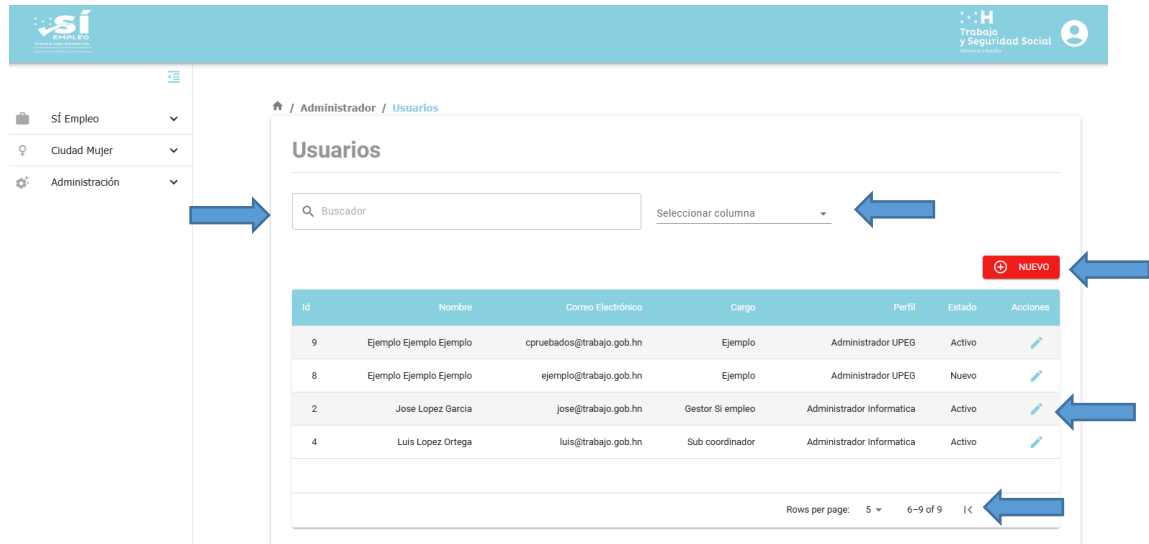 SÍ
EMPLEO
H
Trabajo
y Seguridad Social
SÍ Empleo
Ciudad Mujer
Administración
/ Administrador / Usuarios
Usuarios
Buscador
Seleccionar columna
NUEVO
Id Nombre Correo Electrónico Cargo Perfil Estado Acciones
9 Ejemplo Ejemplo Ejemplo cpruebados@trabajo.gob.hn Ejemplo Administrador UPEG Activo
8 Ejemplo Ejemplo Ejemplo ejemplo@trabajo.gob.hn Ejemplo Administrador UPEG Nuevo
2 Jose Lopez Garcia jose@trabajo.gob.hn Gestor Si empleo Administrador Informatica Activo
4 Luis Lopez Ortega luis@trabajo.gob.hn Sub coordinador Administrador Informatica Activo
Rows per page: 5 6–9 of 9